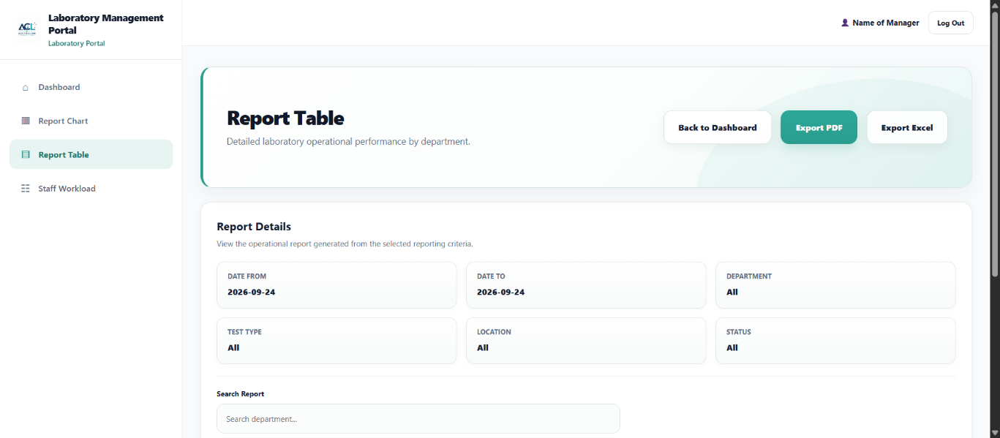 ACL
AUSTRALIAN
Laboratory Management
Portal
Laboratory Portal
Name of Manager
Log Out
Dashboard
Report Chart
Report Table
Staff Workload
Report Table
Detailed laboratory operational performance by department.
Back to Dashboard
Export PDF
Export Excel
Report Details
View the operational report generated from the selected reporting criteria.
DATE FROM
2026-09-24
DATE TO
2026-09-24
DEPARTMENT
All
TEST TYPE
All
LOCATION
All
STATUS
All
Search Report
Search department...